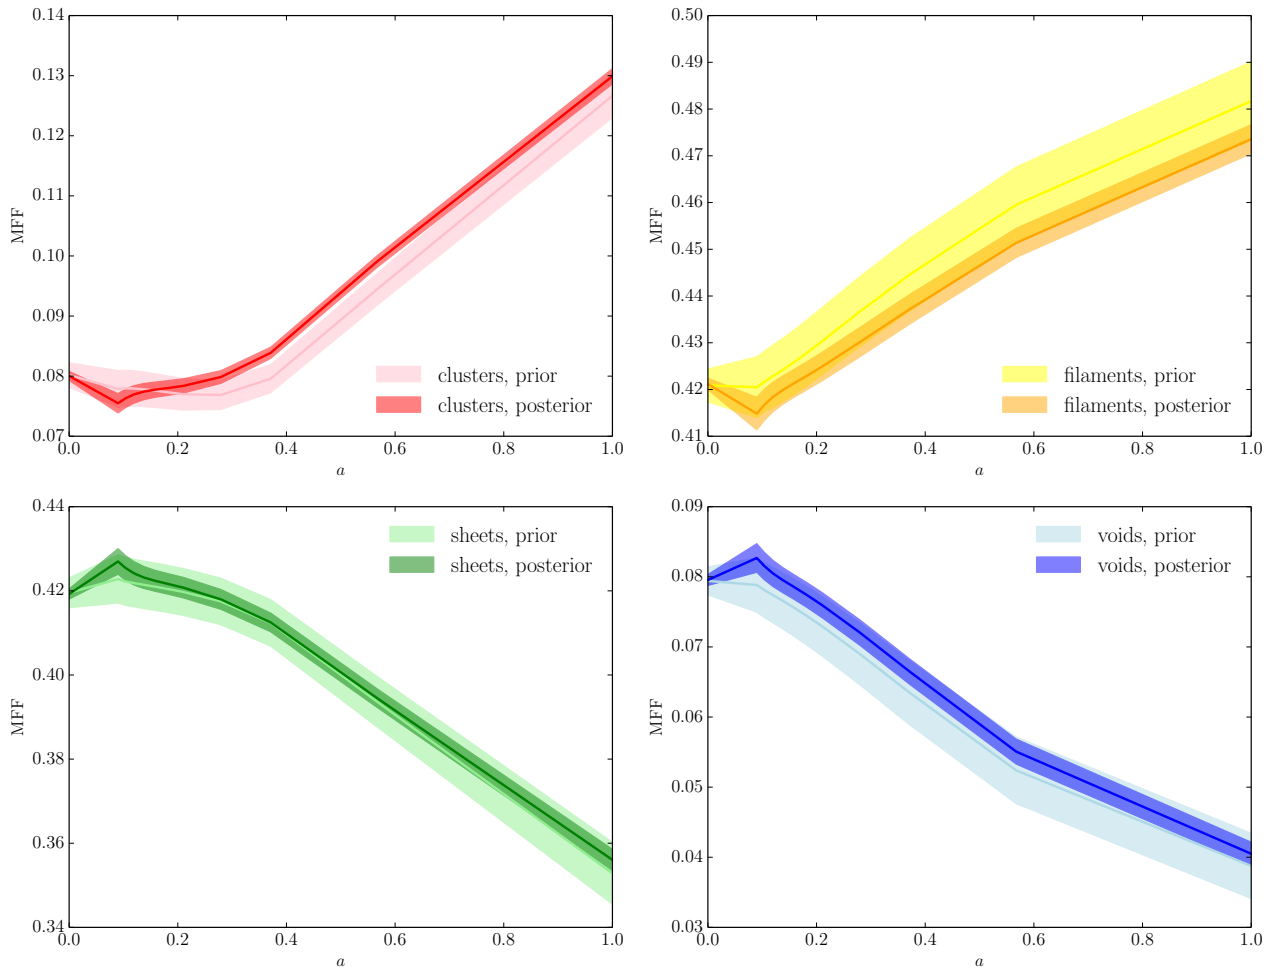 0.14
0.13
0.12
0.11
0.10
0.09
0.08
0.07
MFF
0.0 0.2 0.4 0.6 0.8 1.0
a
clusters, prior
clusters, posterior
0.50
0.49
0.48
0.47
0.46
0.45
0.44
0.43
0.42
0.41
MFF
0.0 0.2 0.4 0.6 0.8 1.0
a
filaments, prior
filaments, posterior
0.44
0.42
0.40
0.38
0.36
0.34
MFF
0.0 0.2 0.4 0.6 0.8 1.0
a
sheets, prior
sheets, posterior
0.09
0.08
0.07
0.06
0.05
0.04
0.03
MFF
0.0 0.2 0.4 0.6 0.8 1.0
a
voids, prior
voids, posterior